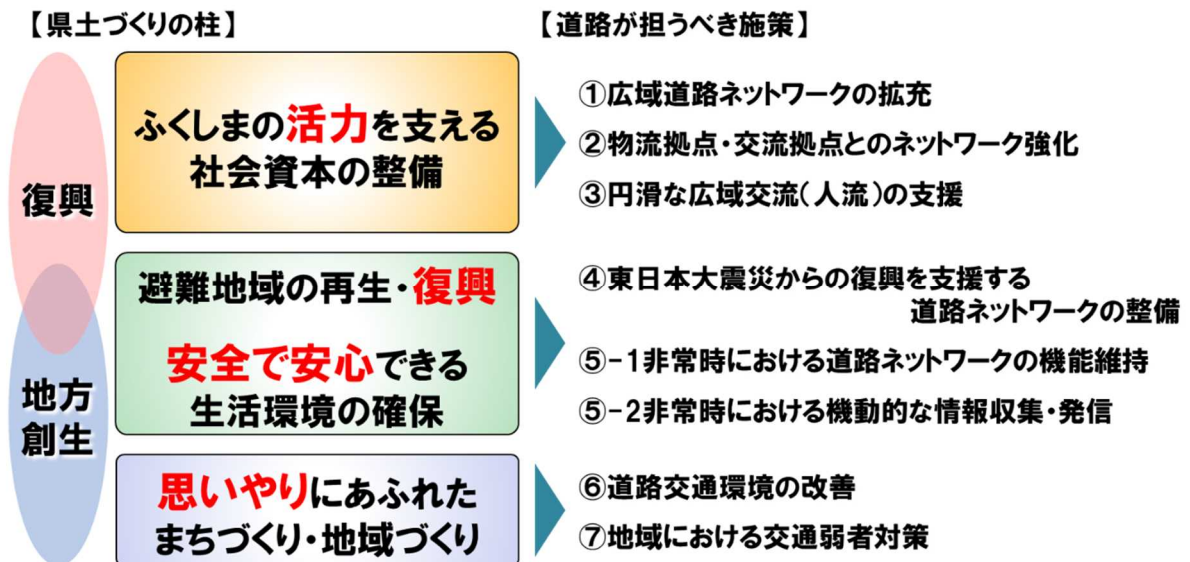 【県土づくりの柱】
【道路が担うべき施策】
復興
地方
創生
ふくしまの活力を支える
社会資本の整備
①広域道路ネットワークの拡充
②物流拠点・交流拠点とのネットワーク強化
③円滑な広域交流（人流）の支援
避難地域の再生・復興
安全で安心できる
生活環境の確保
④東日本大震災からの復興を支援する
道路ネットワークの整備
⑤-1非常時における道路ネットワークの機能維持
⑤-2非常時における機動的な情報収集・発信
思いやりにあふれた
まちづくり・地域づくり
⑥道路交通環境の改善
⑦地域における交通弱者対策